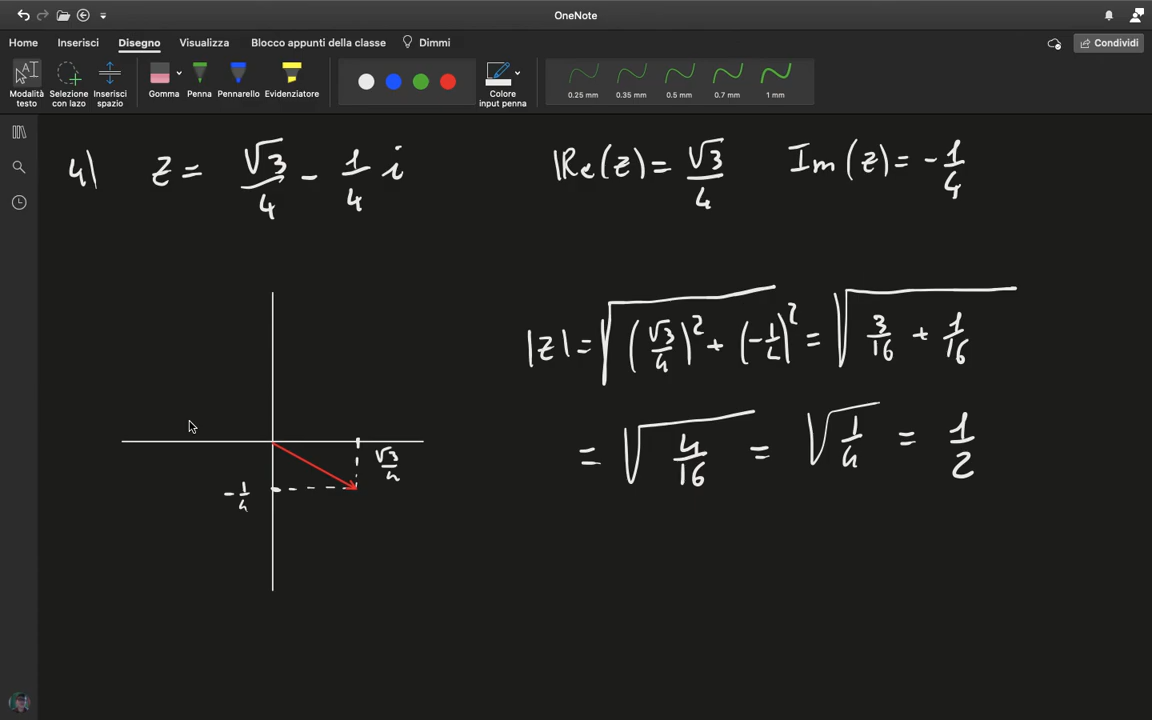 OneNote
Home Inserisci Disegno Visualizza Blocco appunti della classe Dimmi Condividi
Modalità testo Selezione con lazo Inserisci spazio Gomma Penna Pennarello Evidenziatore Colore input penna 0.25 mm 0.35 mm 0.5 mm 0.7 mm 1 mm
4) z = √3/4 - 1/4 i Re(z) = √3/4 Im(z) = -1/4
|z| = √((√3/4)² + (-1/4)²) = √(3/16 + 1/16)
= √(4/16) = √(1/4) = 1/2
√3/4
-1/4